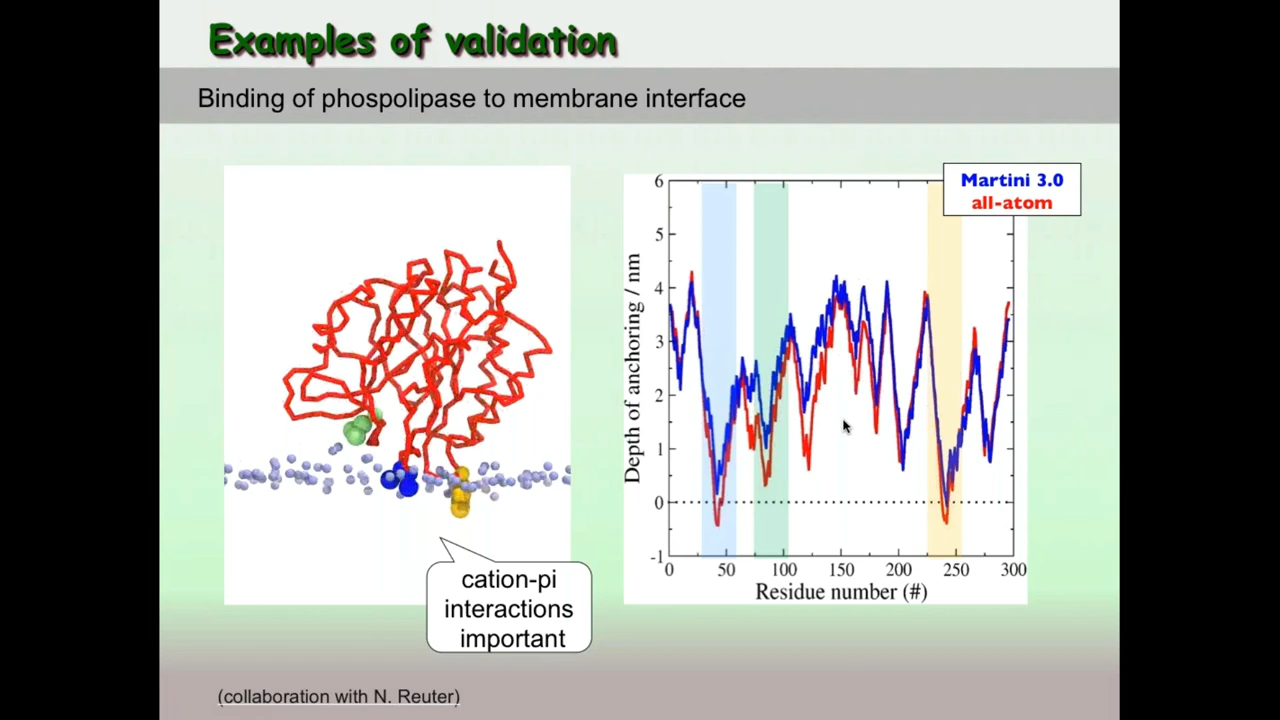 Examples of validation
Binding of phospolipase to membrane interface
Martini 3.0
all-atom
6
5
4
3
2
1
0
-1
Depth of anchoring / nm
0
50
100
150
200
250
300
Residue number (#)
cation-pi
interactions
important
(collaboration with N. Reuter)